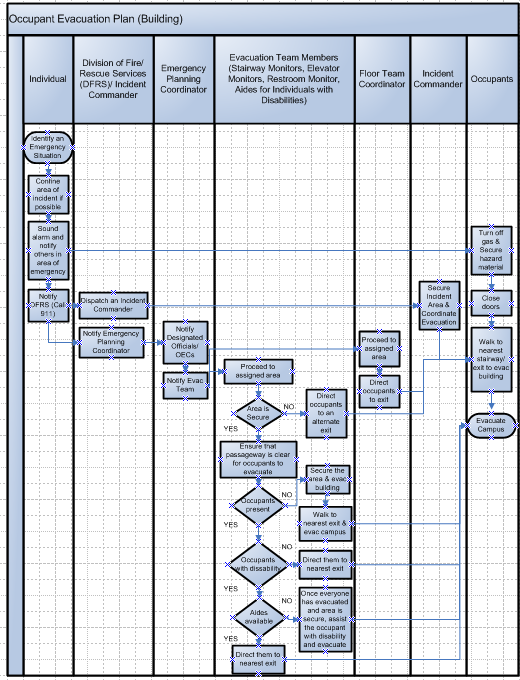 Occupant Evacuation Plan (Building)
Individual
Division of Fire/
Rescue Services
(DFRS)/ Incident
Commander
Emergency
Planning
Coordinator
Evacuation Team Members
(Stairway Monitors, Elevator
Monitors, Restroom Monitor,
Aides for Individuals with
Disabilities)
Floor Team
Coordinator
Incident
Commander
Occupants
Identify an
Emergency
Situation
Confine
area of
incident if
possible
Sound
alarm and
notify
others in
area of
emergency
Notify
DFRS (Call
911)
Dispatch an Incident
Commander
Notify Emergency
Planning
Coordinator
Notify
Designated
Officials/
OECs
Notify Evac
Team
Proceed to
assigned area
Area is
Secure
NO
YES
Direct
occupants
to an
alternate
exit
Ensure that
passageway is clear
for occupants to
evacuate
Occupants
present
NO
YES
Secure the
area & evac
building
Walk to
nearest exit &
evac campus
Occupants
with dissability
NO
YES
Direct them to
nearest exit
Aides
available
NO
YES
Once everyone
has evacuated
and area is
secure, assist
the occupant
with disability
and evacuate
Direct them to
nearest exit
Proceed to
assigned
area
Direct
occupants
to exit
Secure
Incident
Area &
Coordinate
Evacuation
Turn off
gas &
Secure
hazard
material
Close
doors
Walk to
nearest
stairway/
exit to evac
building
Evacuate
Campus